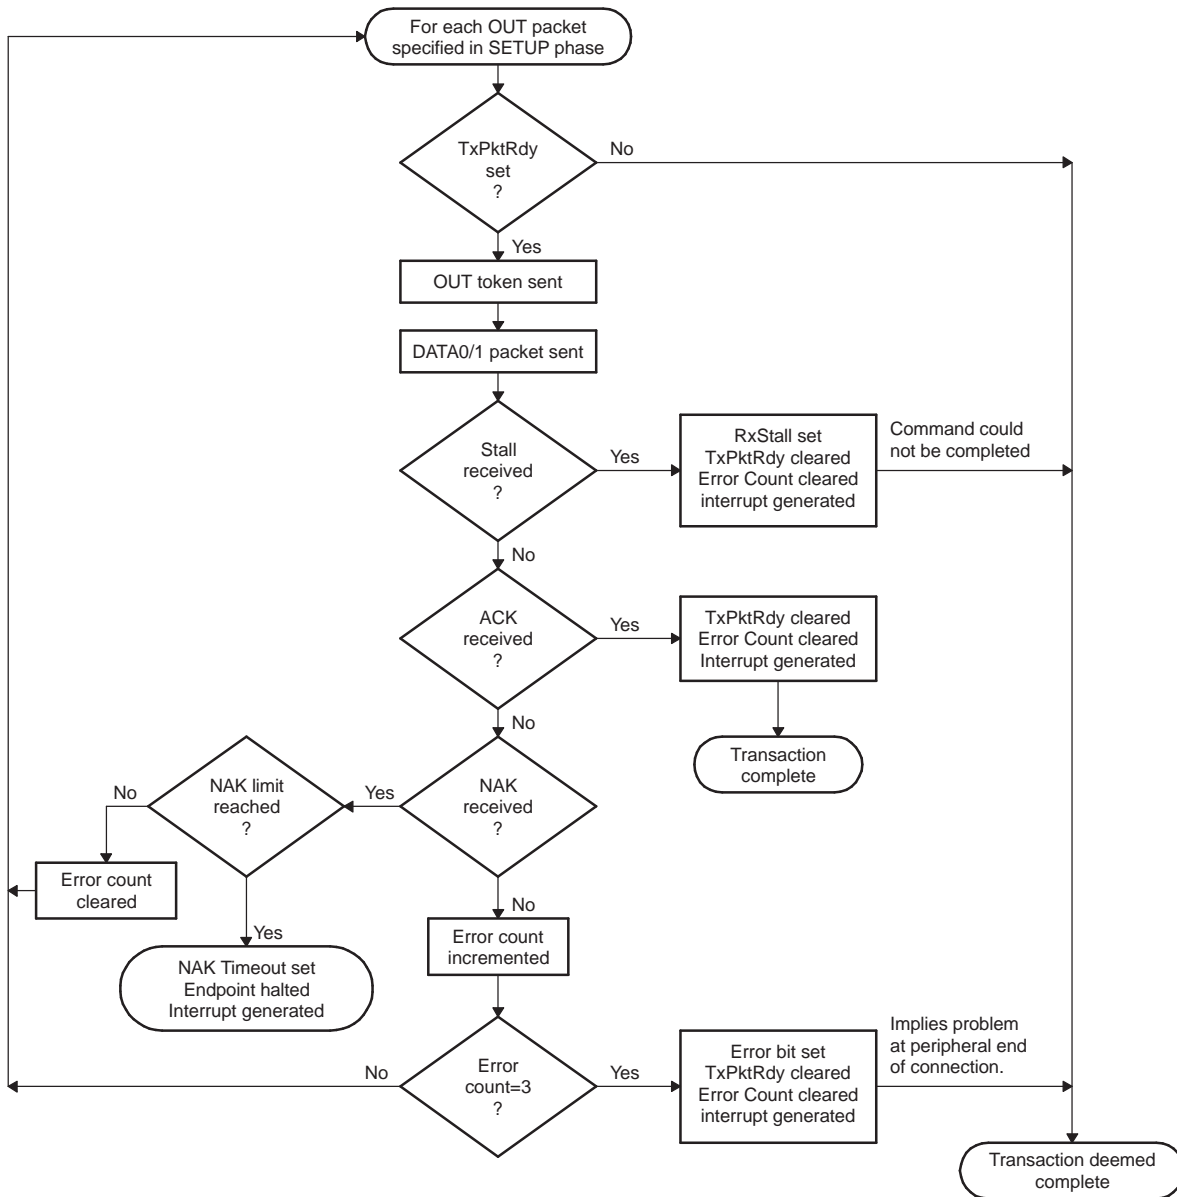 For each OUT packet
specified in SETUP phase
TxPktRdy
set
?
No
Yes
OUT token sent
DATA0/1 packet sent
Stall
received
?
Yes
RxStall set
TxPktRdy cleared
Error Count cleared
interrupt generated
Command could
not be completed
No
ACK
received
?
Yes
TxPktRdy cleared
Error Count cleared
Interrupt generated
No
Transaction
complete
NAK
received
?
Yes
NAK limit
reached
?
No
Error count
cleared
Yes
NAK Timeout set
Endpoint halted
Interrupt generated
No
Error count
incremented
Error
count=3
?
No
Yes
Error bit set
TxPktRdy cleared
Error Count cleared
interrupt generated
Implies problem
at peripheral end
of connection.
Transaction deemed
complete